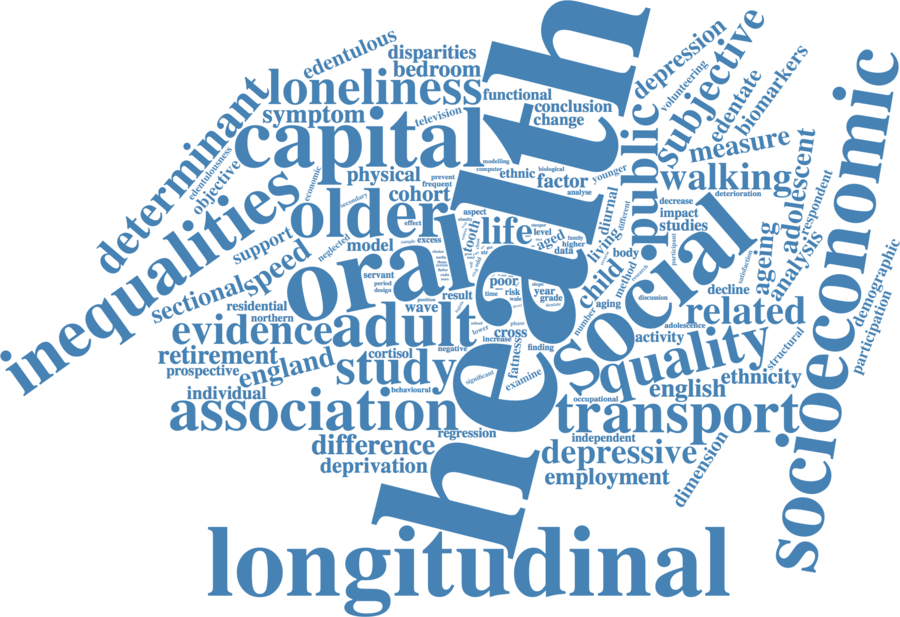 health
longitudinal
socioeconomic
social
oral
inequalities
capital
older
adult
association
transport
quality
loneliness
determinant
public
subjective
evidence
study
related
walking
speed
life
child
depressive
difference
england
measure
depression
adolescent
ageing
analysis
edentulous
disparities
bedroom
symptom
functional
conclusion
change
television
volunteering
edentate
biomarkers
edentulousness
objective
physical
cohort
prevent
frequent
modelling
computer
ethnic
biological
factor
analyse
younger
deterioration
decrease
impact
studies
respondent
demographic
participation
satisfaction
participant
decline
discussion
adolescence
activity
structural
ethnicity
english
occupational
independent
employment
dimension
regression
deprivation
individual
prospective
retirement
northern
residential
sectional
support
economic
secondary
neglected
model
effect
excess
sample
servant
period
design
wave
result
position
cortisol
negative
behavioural
significant
examine
fatness
finding
cross
increase
lower
phase
poor
risk
time
year
grade
aspect
tooth
level
aged
family
higher
data
living
diurnal
different
body
method
research
number
aging